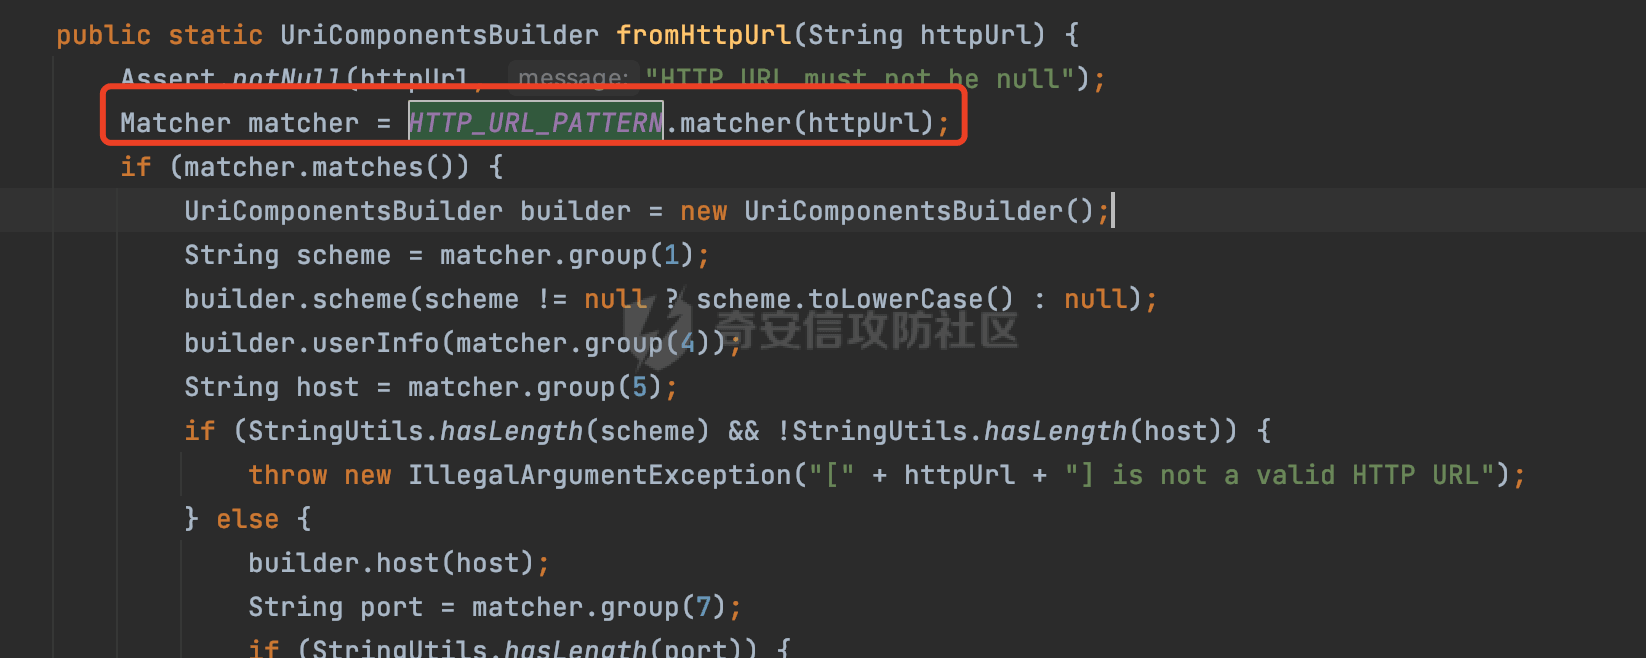 public static UriComponentsBuilder fromHttpUrl(String httpUrl) {
Assert.notNull(httpUrl, message: "HTTP URL must not be null");
Matcher matcher = HTTP_URL_PATTERN.matcher(httpUrl);
if (matcher.matches()) {
UriComponentsBuilder builder = new UriComponentsBuilder();
String scheme = matcher.group(1);
builder.scheme(scheme != null ? scheme.toLowerCase() : null);
奇安信攻防社区
builder.userInfo(matcher.group(4));
String host = matcher.group(5);
if (StringUtils.hasLength(scheme) && !StringUtils.hasLength(host)) {
throw new IllegalArgumentException("[" + httpUrl + "] is not a valid HTTP URL");
} else {
builder.host(host);
String port = matcher.group(7);
if (StringUtils.hasLength(port)) {